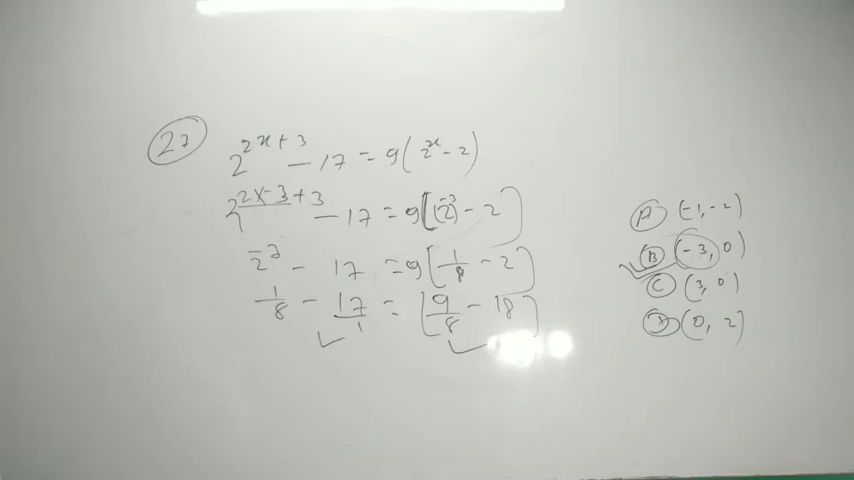 27
2^{2x+3} - 17 = 9(2^x - 2)
2^{2x-3+3} - 17 = 9[(2^{-3}) - 2]
2^{-3} - 17 = 9[1/8 - 2]
1/8 - 17/1 = [9/8 - 18]
A (-1, -2)
B (-3, 0)
C (3, 0)
D (0, 2)